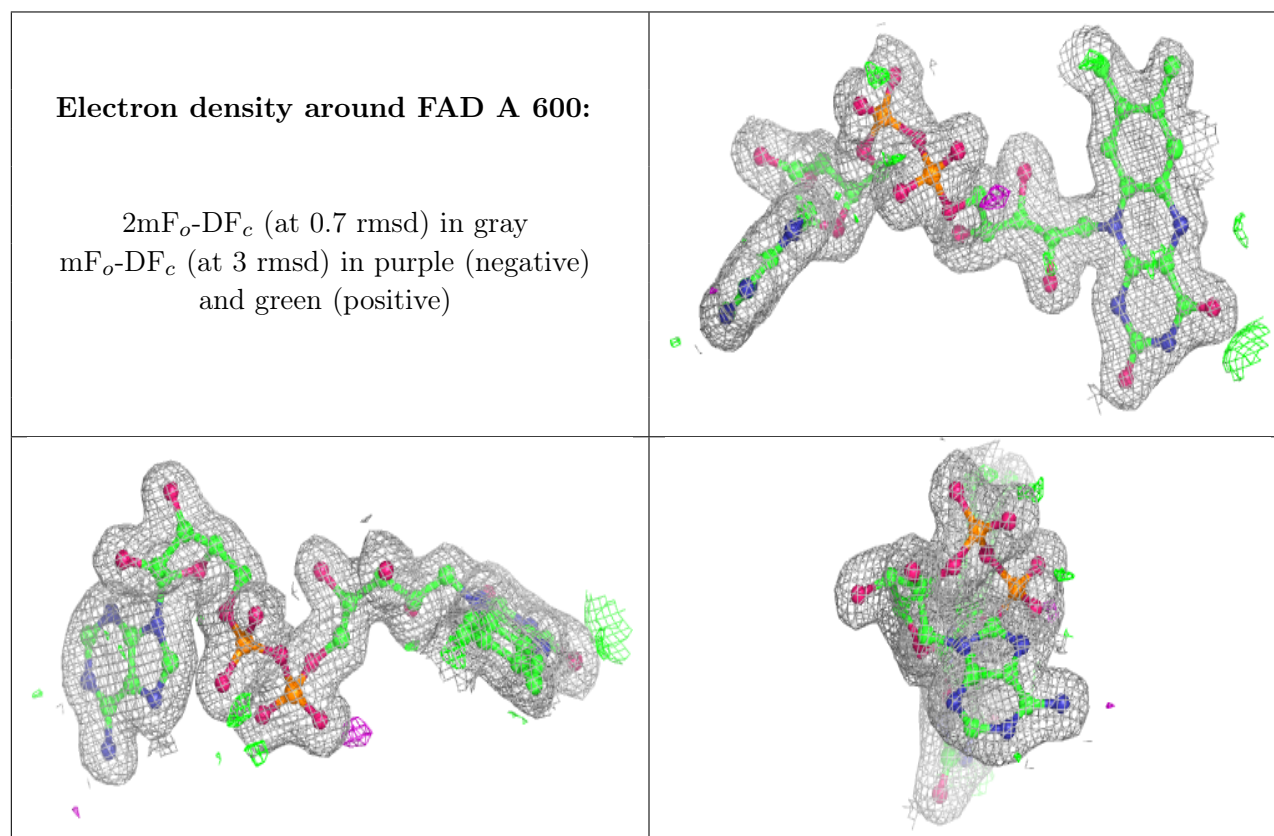 Electron density around FAD A 600:
2mFo-DFc (at 0.7 rmsd) in gray
mFo-DFc (at 3 rmsd) in purple (negative)
and green (positive)